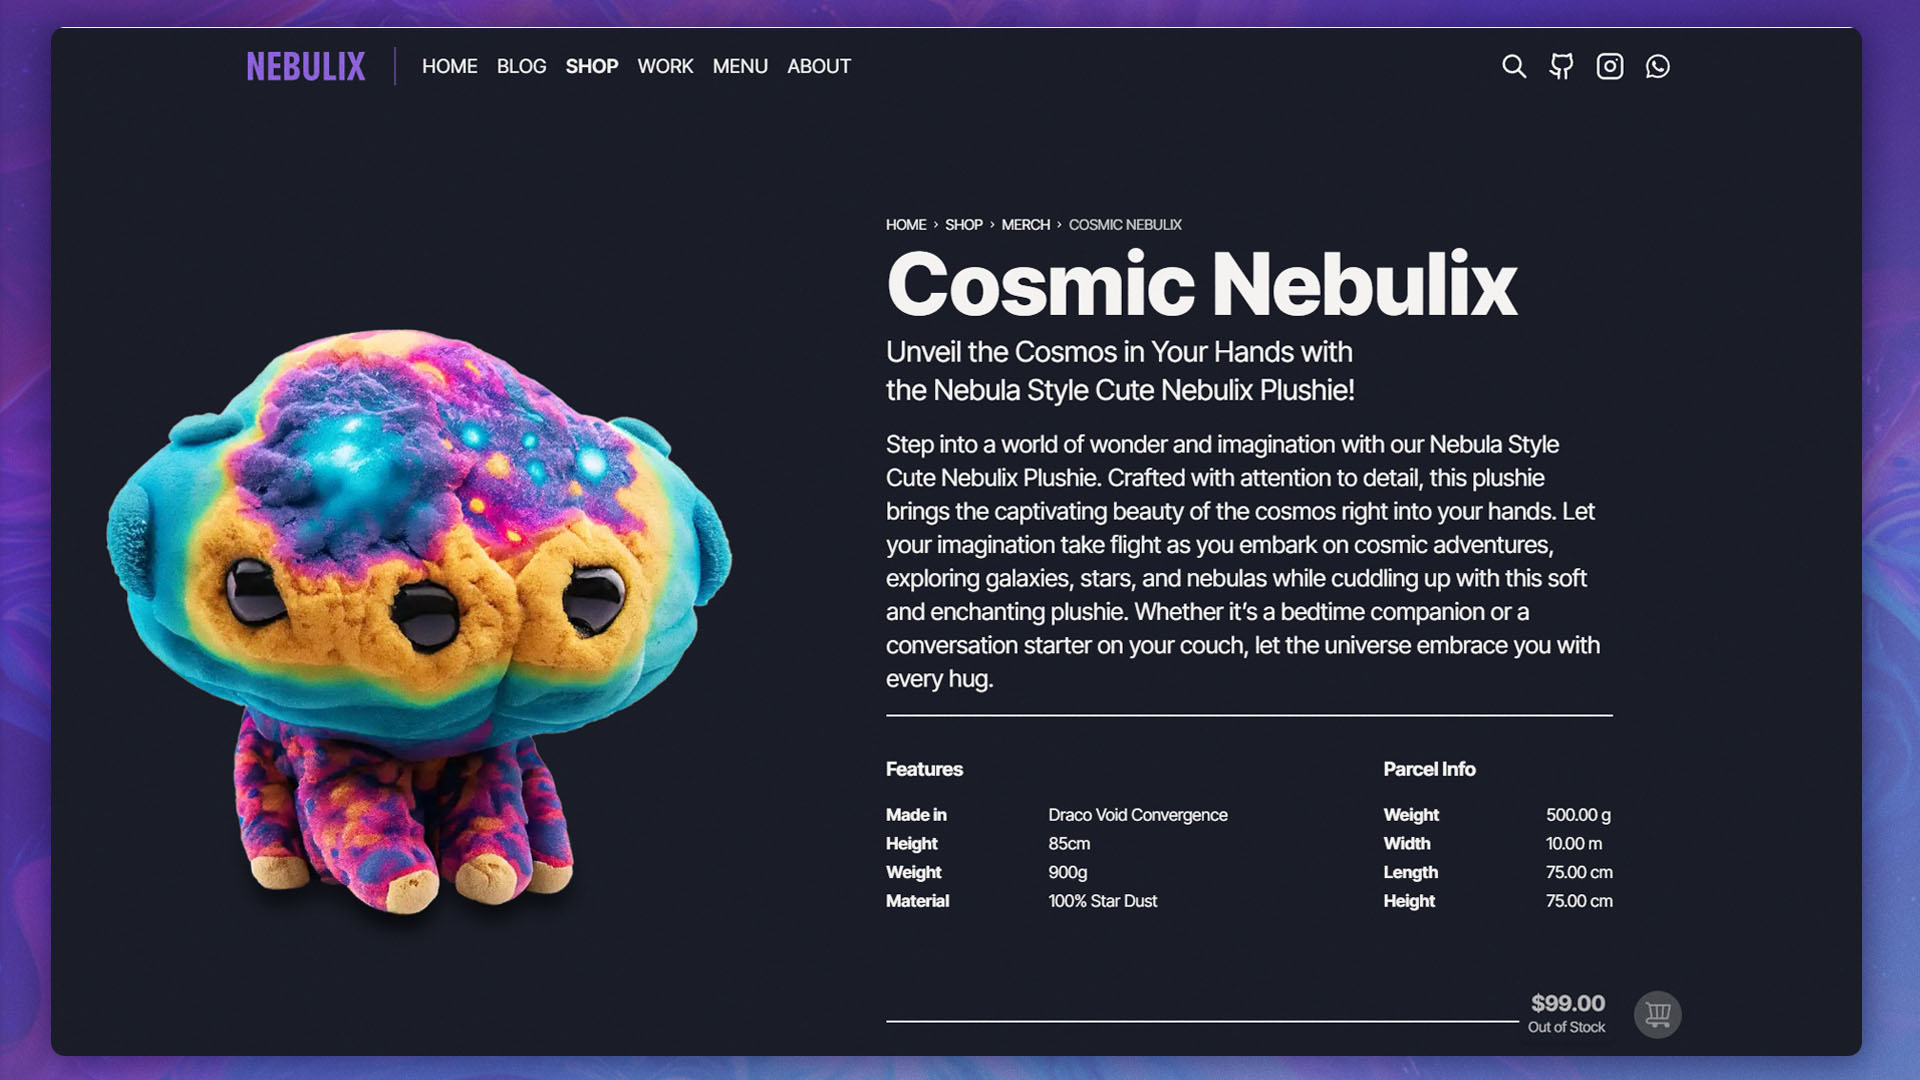 NEBULIX
HOME BLOG SHOP WORK MENU ABOUT
HOME › SHOP › MERCH › COSMIC NEBULIX
Cosmic Nebulix
Unveil the Cosmos in Your Hands with
the Nebula Style Cute Nebulix Plushie!
Step into a world of wonder and imagination with our Nebula Style
Cute Nebulix Plushie. Crafted with attention to detail, this plushie
brings the captivating beauty of the cosmos right into your hands. Let
your imagination take flight as you embark on cosmic adventures,
exploring galaxies, stars, and nebulas while cuddling up with this soft
and enchanting plushie. Whether it’s a bedtime companion or a
conversation starter on your couch, let the universe embrace you with
every hug.
Features
Made in Draco Void Convergence
Height 85cm
Weight 900g
Material 100% Star Dust
Parcel Info
Weight 500.00 g
Width 10.00 m
Length 75.00 cm
Height 75.00 cm
$99.00
Out of Stock